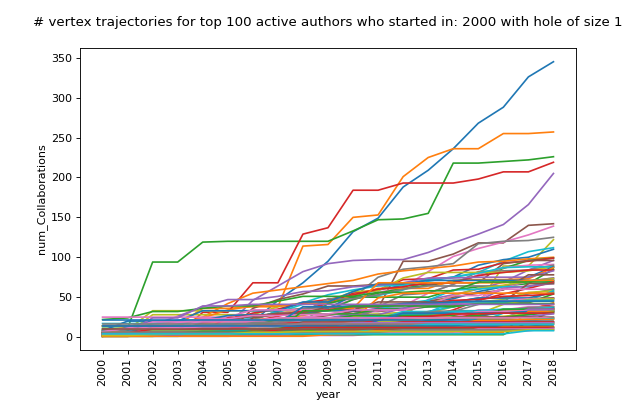 # vertex trajectories for top 100 active authors who started in: 2000 with hole of size 1
350
300
250
200
150
100
50
0
num_Collaborations
2000 2001 2002 2003 2004 2005 2006 2007 2008 2009 2010 2011 2012 2013 2014 2015 2016 2017 2018
year